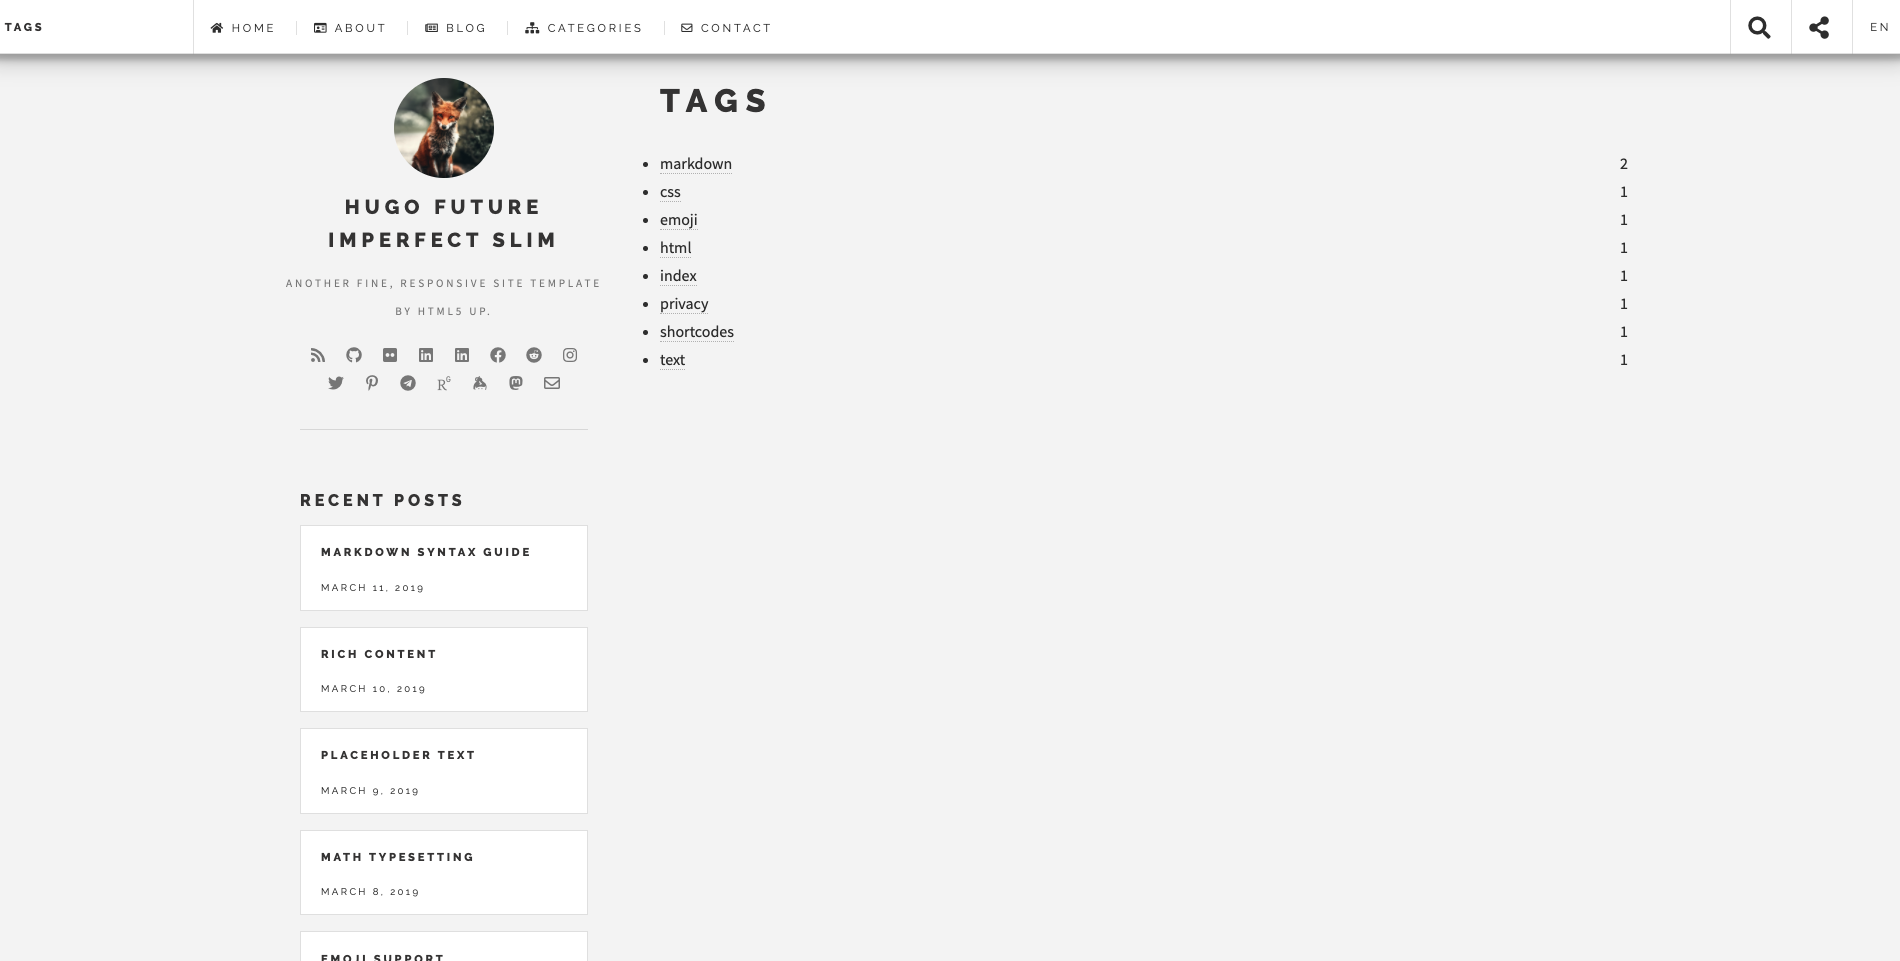 TAGS
HOME
ABOUT
BLOG
CATEGORIES
CONTACT
EN
HUGO FUTURE
IMPERFECT SLIM
ANOTHER FINE, RESPONSIVE SITE TEMPLATE
BY HTML5 UP.
RECENT POSTS
MARKDOWN SYNTAX GUIDE
MARCH 11, 2019
RICH CONTENT
MARCH 10, 2019
PLACEHOLDER TEXT
MARCH 9, 2019
MATH TYPESETTING
MARCH 8, 2019
EMOJI SUPPORT
TAGS
markdown 2
css 1
emoji 1
html 1
index 1
privacy 1
shortcodes 1
text 1